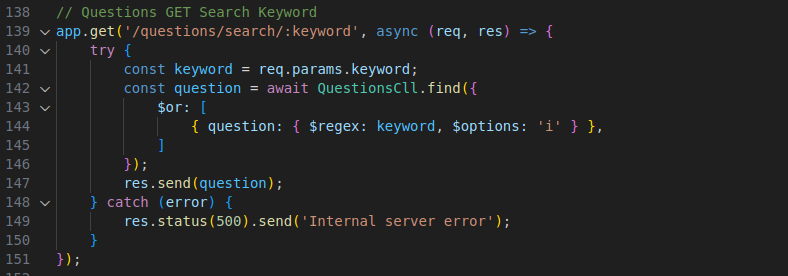 138 // Questions GET Search Keyword
139 app.get('/questions/search/:keyword', async (req, res) => {
140 try {
141 const keyword = req.params.keyword;
142 const question = await QuestionsCll.find({
143 $or: [
144 { question: { $regex: keyword, $options: 'i' } },
145 ]
146 });
147 res.send(question);
148 } catch (error) {
149 res.status(500).send('Internal server error');
150 }
151 });